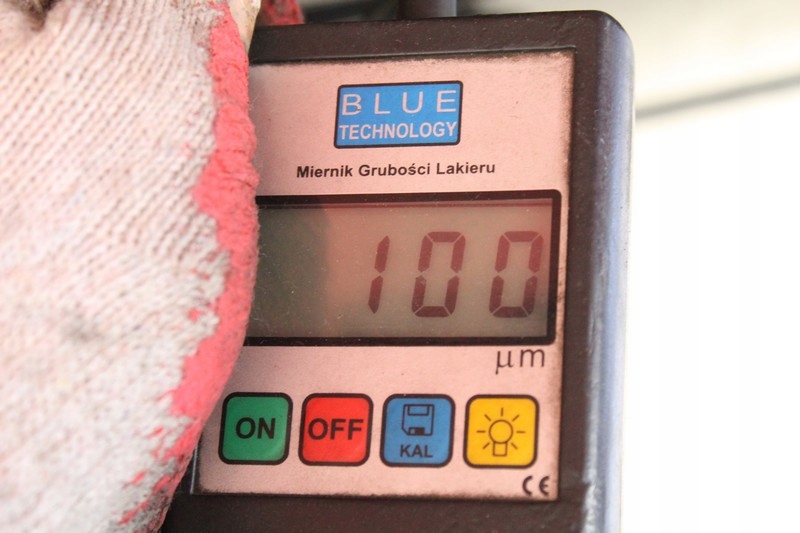 BLUE
TECHNOLOGY
Miernik Grubości Lakieru
100
µm
ON OFF KAL
CE